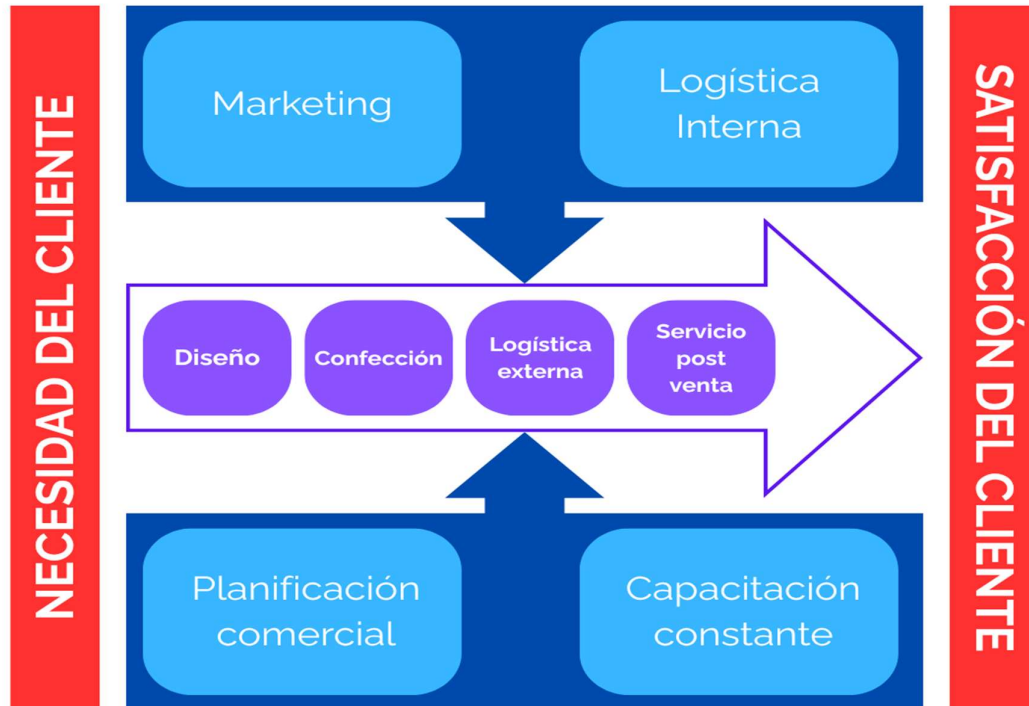 NECESIDAD DEL CLIENTE
Marketing
Logística
Interna
Diseño
Confección
Logística
externa
Servicio
post
venta
Planificación
comercial
Capacitación
constante
SATISFACCIÓN DEL CLIENTE